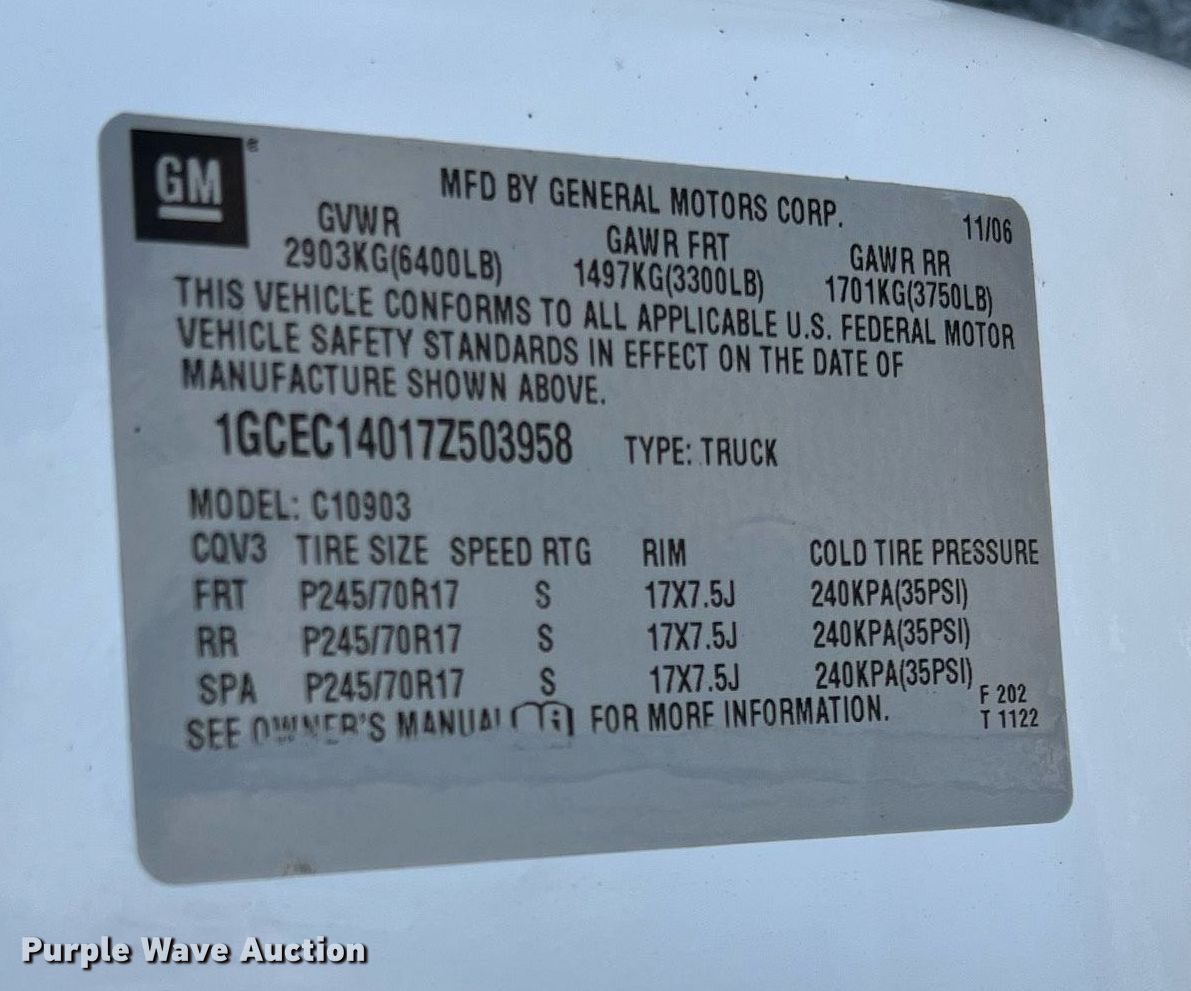 GM ®
MFD BY GENERAL MOTORS CORP. 11/06
GVWR GAWR FRT GAWR RR
2903KG(6400LB) 1497KG(3300LB) 1701KG(3750LB)
THIS VEHICLE CONFORMS TO ALL APPLICABLE U.S. FEDERAL MOTOR
VEHICLE SAFETY STANDARDS IN EFFECT ON THE DATE OF
MANUFACTURE SHOWN ABOVE.
1GCEC14017Z503958 TYPE: TRUCK
MODEL: C10903
CQV3 TIRE SIZE SPEED RTG RIM COLD TIRE PRESSURE
FRT P245/70R17 S 17X7.5J 240KPA(35PSI)
RR P245/70R17 S 17X7.5J 240KPA(35PSI)
SPA P245/70R17 S 17X7.5J 240KPA(35PSI)
SEE OWNER'S MANUAL FOR MORE INFORMATION.
F 202
T 1122
Purple Wave Auction